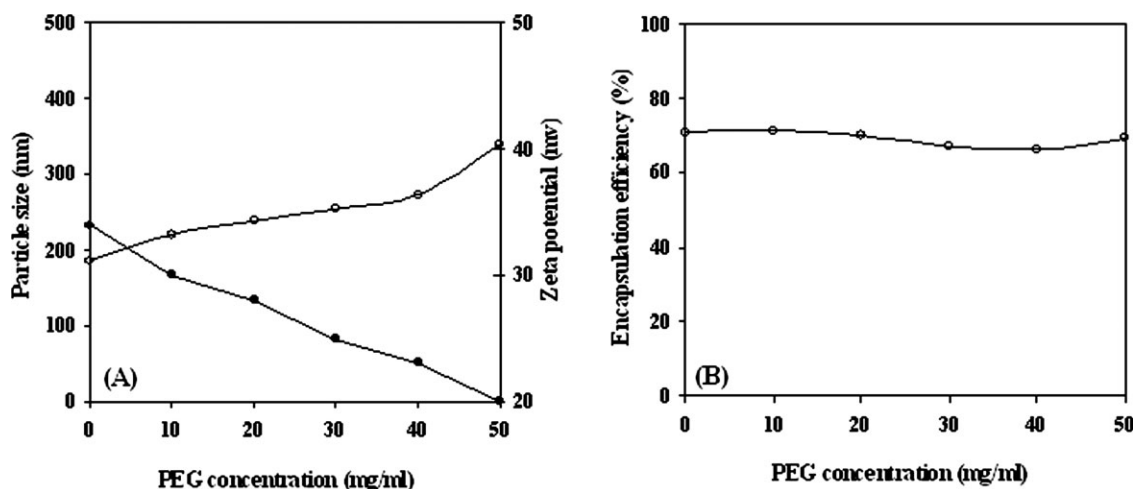 500
400
300
200
100
0
Particle size (nm)
50
40
30
20
Zeta potential (mv)
(A)
0 10 20 30 40 50
PEG concentration (mg/ml)
100
80
60
40
20
0
Encapsulation efficiency (%)
(B)
0 10 20 30 40 50
PEG concentration (mg/ml)